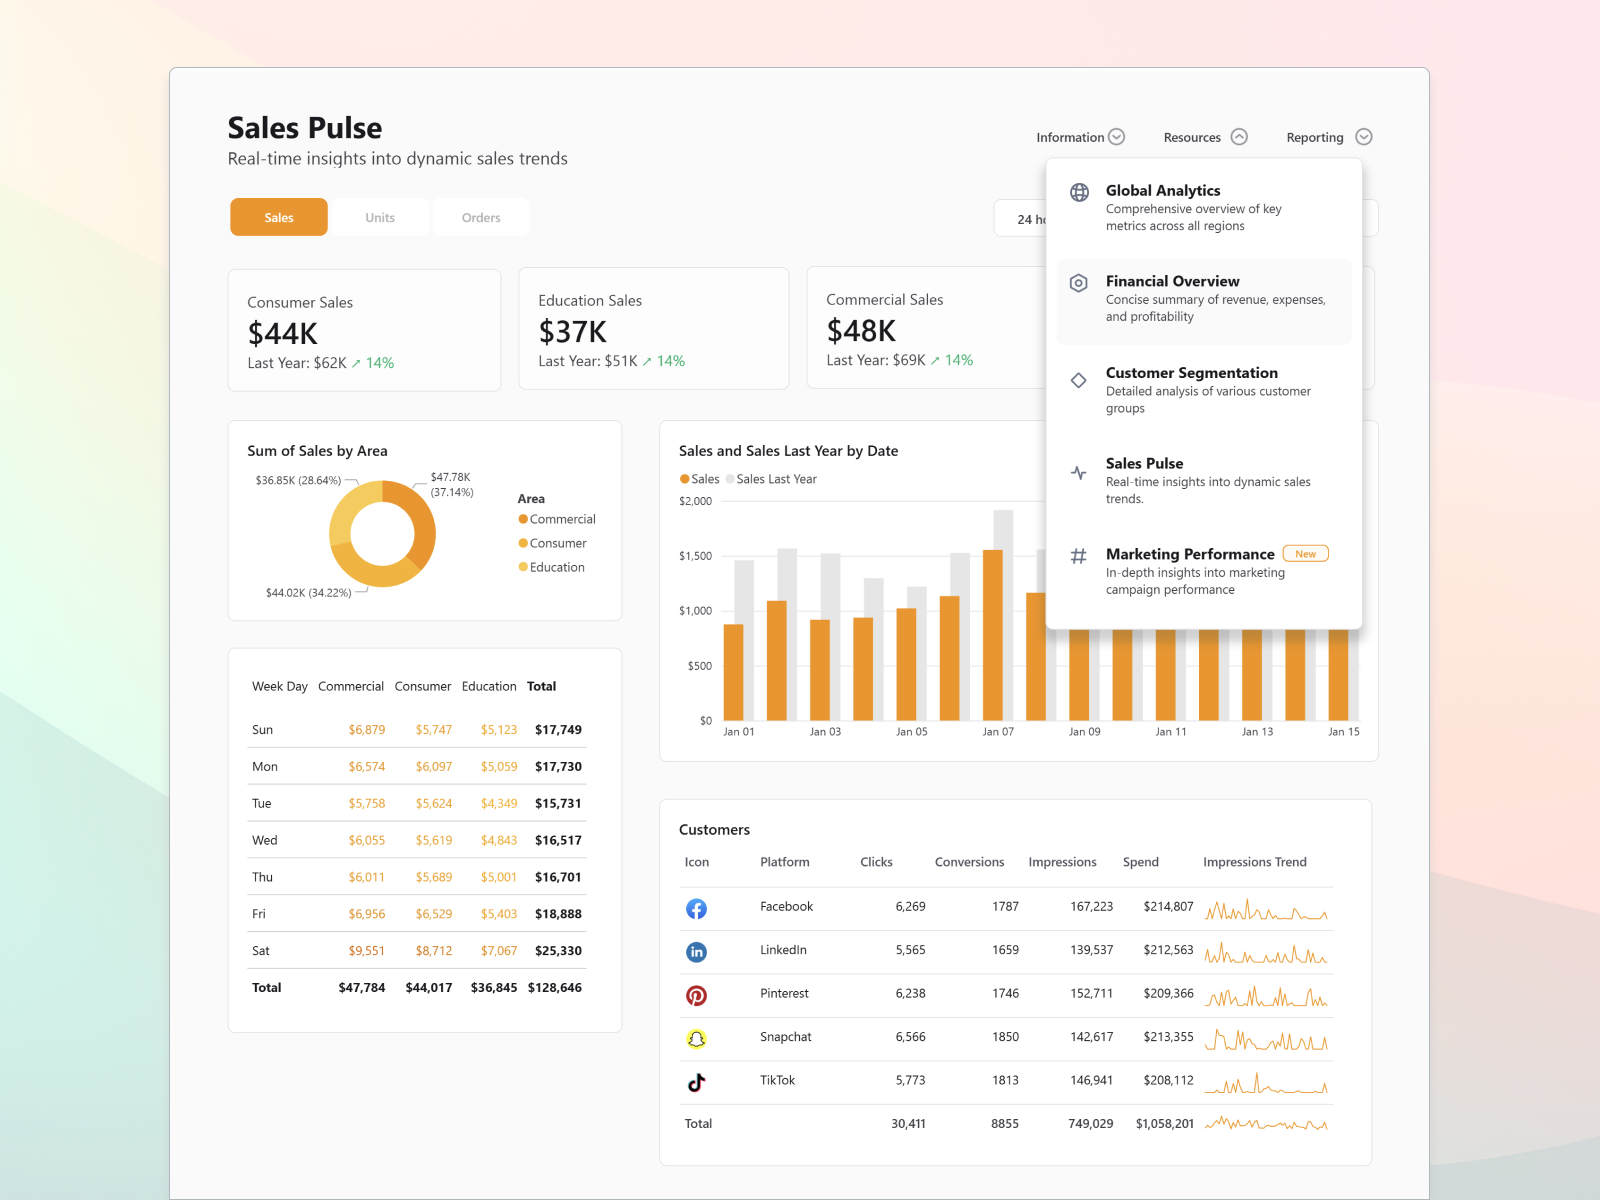 Sales Pulse
Real-time insights into dynamic sales trends
Information
Resources
Reporting
Sales
Units
Orders
24
Global Analytics
Comprehensive overview of key
metrics across all regions
Financial Overview
Concise summary of revenue, expenses,
and profitability
Customer Segmentation
Detailed analysis of various customer
groups
Sales Pulse
Real-time insights into dynamic sales
trends.
Marketing Performance New
In-depth insights into marketing
campaign performance
Consumer Sales
$44K
Last Year: $62K ↗ 14%
Education Sales
$37K
Last Year: $51K ↗ 14%
Commercial Sales
$48K
Last Year: $69K ↗ 14%
Sum of Sales by Area
$36.85K (28.64%)
$47.78K
(37.14%)
$44.02K (34.22%)
Area
Commercial
Consumer
Education
Sales and Sales Last Year by Date
Sales Sales Last Year
$2,000
$1,500
$1,000
$500
$0
Jan 01 Jan 03 Jan 05 Jan 07 Jan 09 Jan 11 Jan 13 Jan 15
Week Day Commercial Consumer Education Total
Sun $6,879 $5,747 $5,123 $17,749
Mon $6,574 $6,097 $5,059 $17,730
Tue $5,758 $5,624 $4,349 $15,731
Wed $6,055 $5,619 $4,843 $16,517
Thu $6,011 $5,689 $5,001 $16,701
Fri $6,956 $6,529 $5,403 $18,888
Sat $9,551 $8,712 $7,067 $25,330
Total $47,784 $44,017 $36,845 $128,646
Customers
Icon Platform Clicks Conversions Impressions Spend Impressions Trend
Facebook 6,269 1787 167,223 $214,807
in LinkedIn 5,565 1659 139,537 $212,563
Pinterest 6,238 1746 152,711 $209,366
Snapchat 6,566 1850 142,617 $213,355
TikTok 5,773 1813 146,941 $208,112
Total 30,411 8855 749,029 $1,058,201